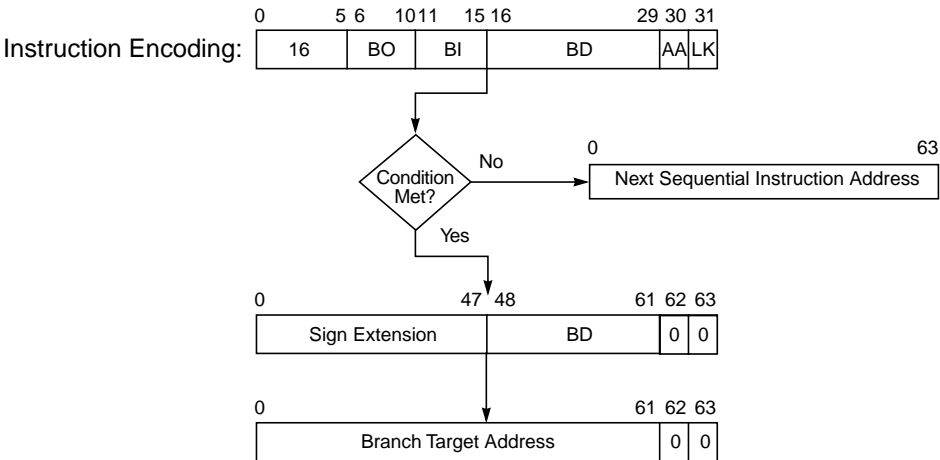 0 5 6 10 11 15 16 29 30 31
Instruction Encoding: 16 BO BI BD AA LK
No
0 63
Condition
Met?
Next Sequential Instruction Address
Yes
0 47 48 61 62 63
Sign Extension BD 0 0
0 61 62 63
Branch Target Address 0 0